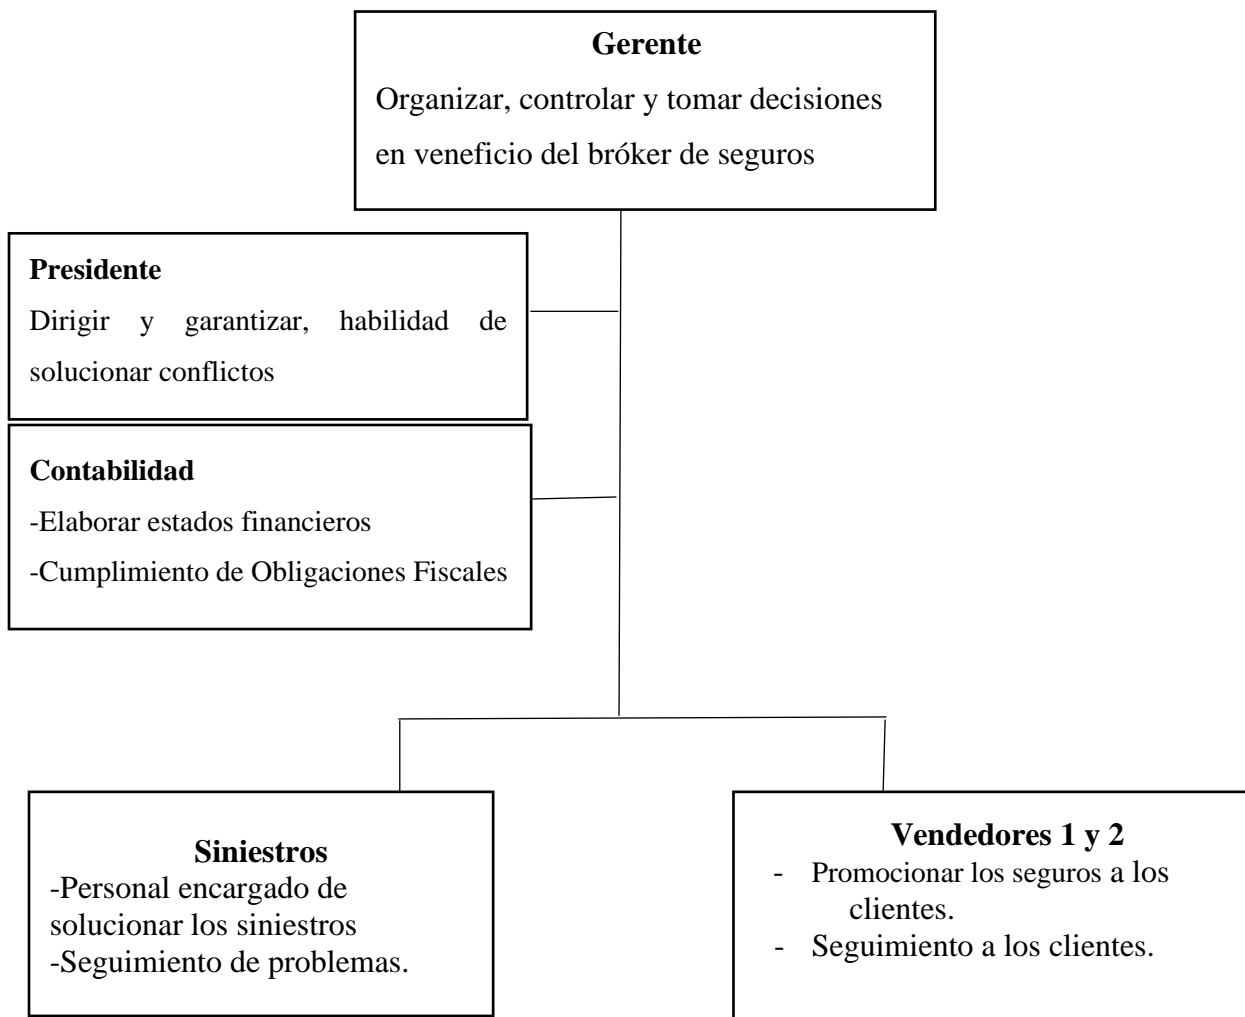 Gerente
Organizar, controlar y tomar decisiones
en veneficio del bróker de seguros
Presidente
Dirigir y garantizar, habilidad de
solucionar conflictos
Contabilidad
-Elaborar estados financieros
-Cumplimiento de Obligaciones Fiscales
Siniestros
-Personal encargado de
solucionar los siniestros
-Seguimiento de problemas.
Vendedores 1 y 2
- Promocionar los seguros a los
clientes.
- Seguimiento a los clientes.